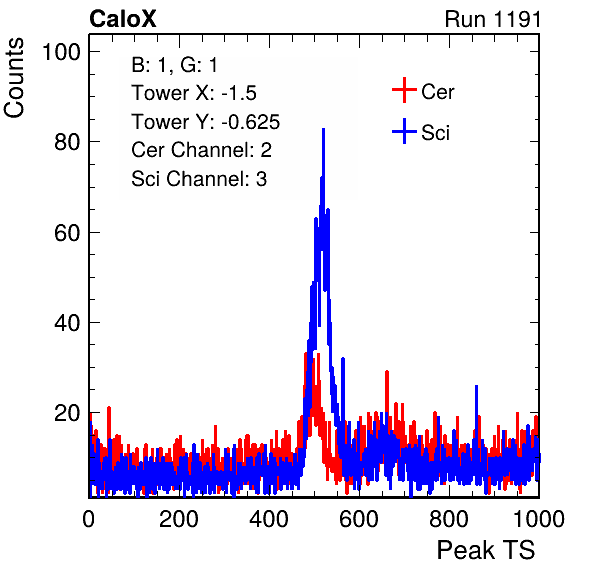 CaloX Run 1191
Counts
100
80
60
40
20
B: 1, G: 1
Tower X: -1.5
Tower Y: -0.625
Cer Channel: 2
Sci Channel: 3
Cer
Sci
0 200 400 600 800 1000
Peak TS